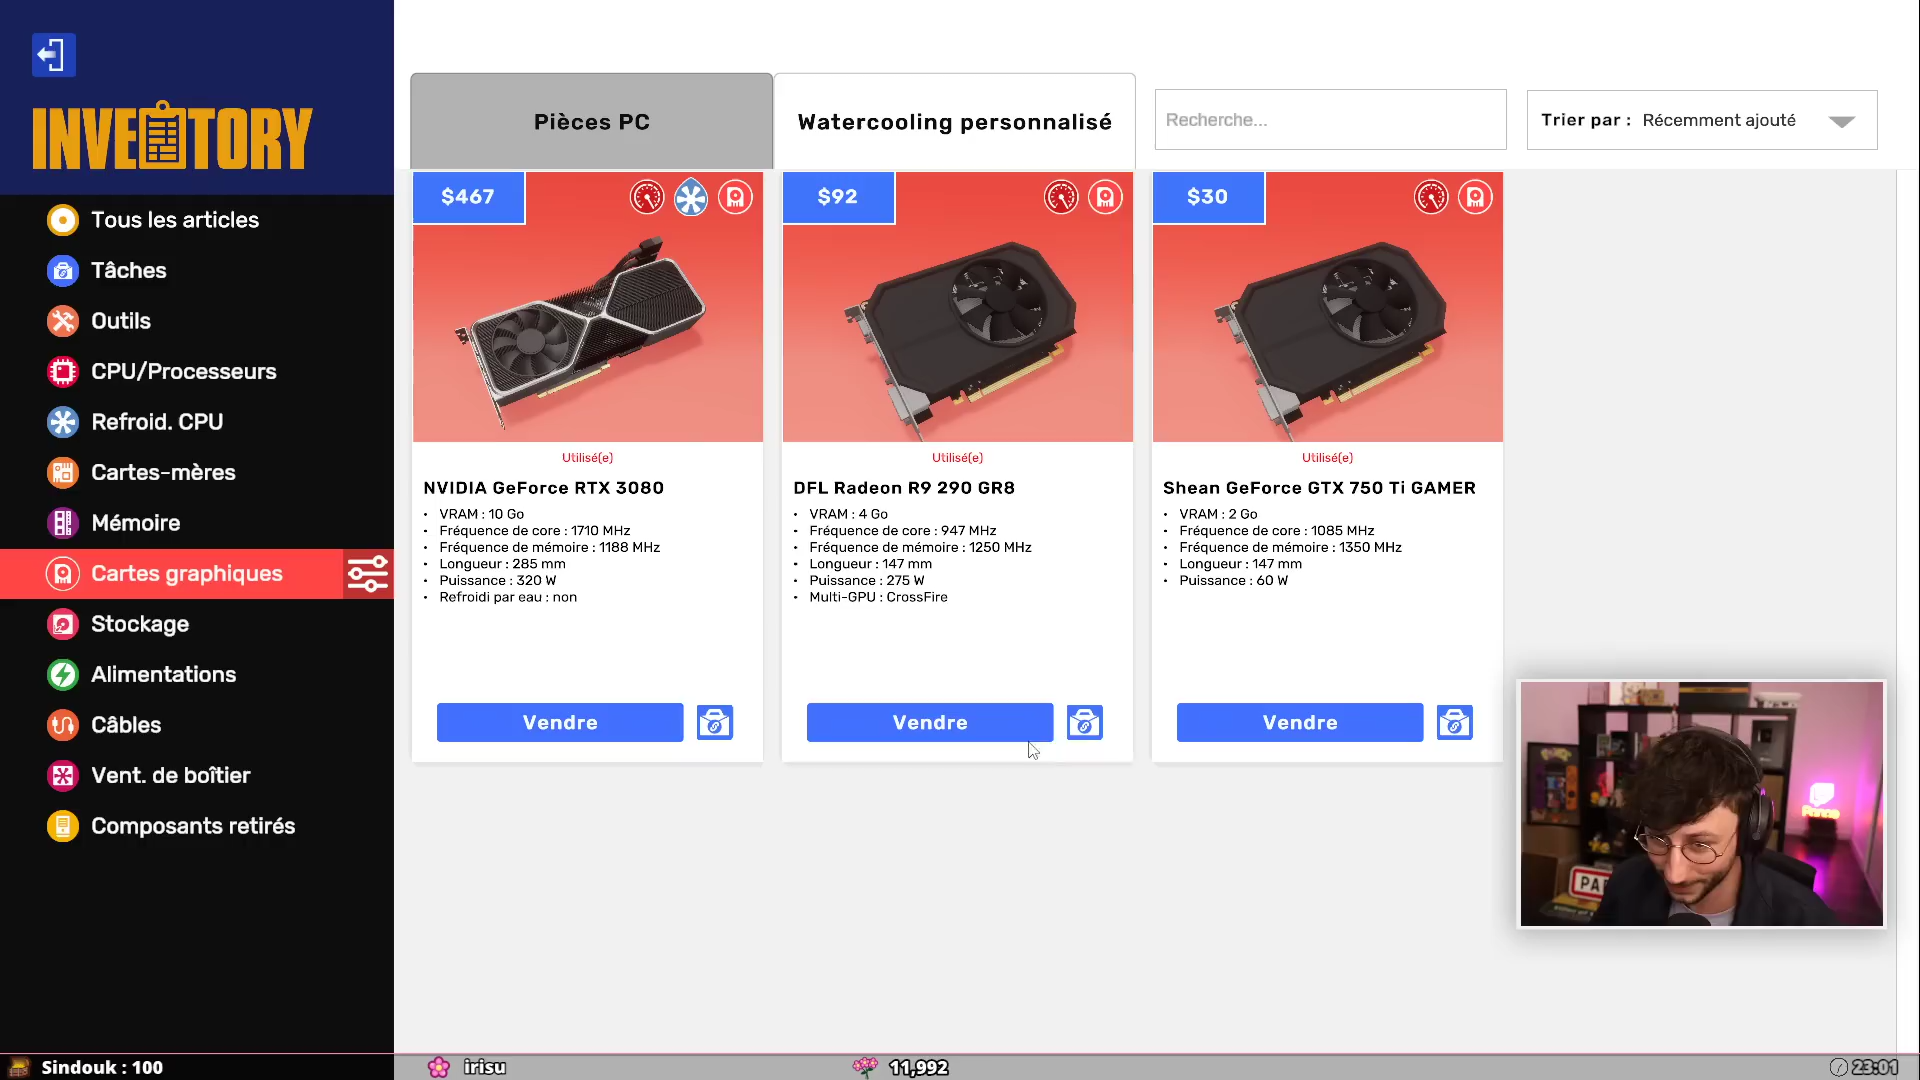 INVENTORY
Tous les articles
Tâches
Outils
CPU/Processeurs
Refroid. CPU
Cartes-mères
Mémoire
Cartes graphiques
Stockage
Alimentations
Câbles
Vent. de boîtier
Composants retirés
Pièces PC
Watercooling personnalisé
Recherche...
Trier par : Récemment ajouté
$467
Utilisé(e)
NVIDIA GeForce RTX 3080
• VRAM : 10 Go
• Fréquence de core : 1710 MHz
• Fréquence de mémoire : 1188 MHz
• Longueur : 285 mm
• Puissance : 320 W
• Refroidi par eau : non
Vendre
$92
Utilisé(e)
DFL Radeon R9 290 GR8
• VRAM : 4 Go
• Fréquence de core : 947 MHz
• Fréquence de mémoire : 1250 MHz
• Longueur : 147 mm
• Puissance : 275 W
• Multi-GPU : CrossFire
Vendre
$30
Utilisé(e)
Shean GeForce GTX 750 Ti GAMER
• VRAM : 2 Go
• Fréquence de core : 1085 MHz
• Fréquence de mémoire : 1350 MHz
• Longueur : 147 mm
• Puissance : 60 W
Vendre
Sindouk : 100
irisu
11,992
23:01